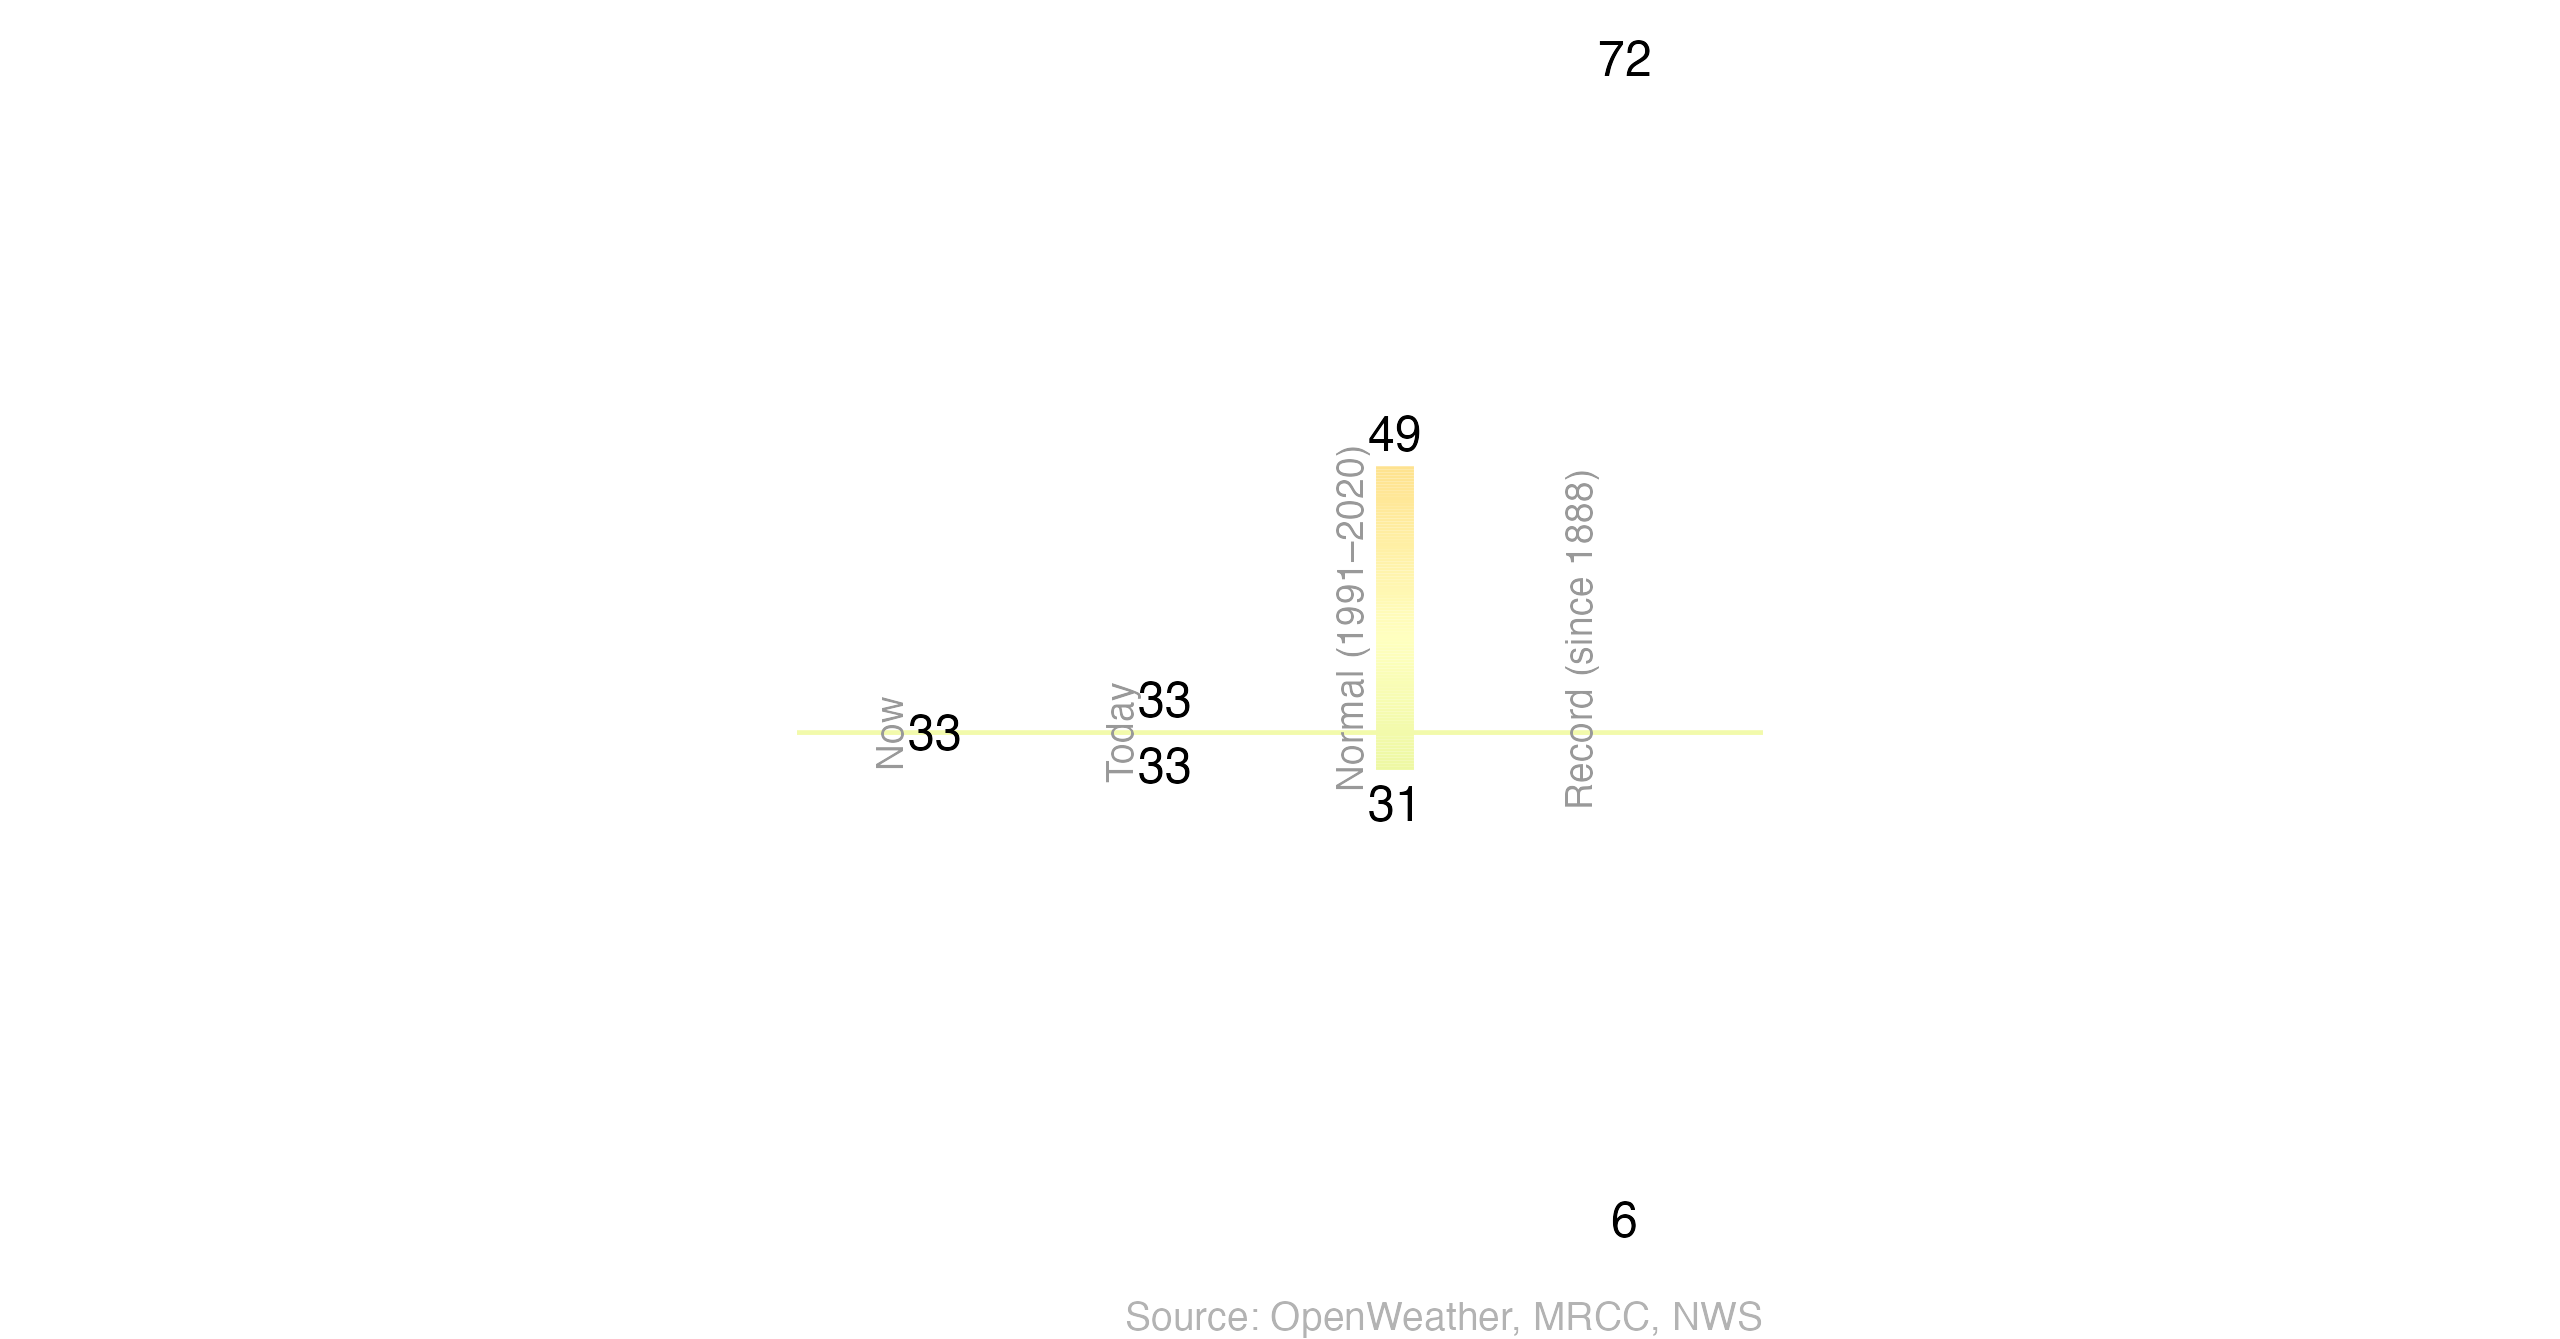 72
49
Normal (1991–2020)
Record (since 1888)
Now
33
Today
33
33
31
6
Source: OpenWeather, MRCC, NWS